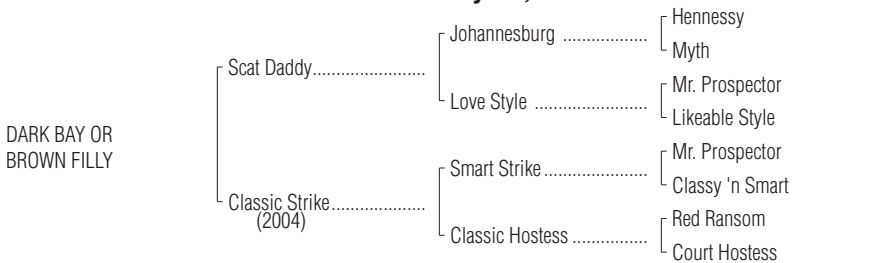 Hennessy
Johannesburg ..................
Myth
Scat Daddy........................
Mr. Prospector
Love Style ........................
Likeable Style
DARK BAY OR
BROWN FILLY
Mr. Prospector
Smart Strike......................
Classy 'n Smart
Classic Strike....................
(2004)
Red Ransom
Classic Hostess ................
Court Hostess